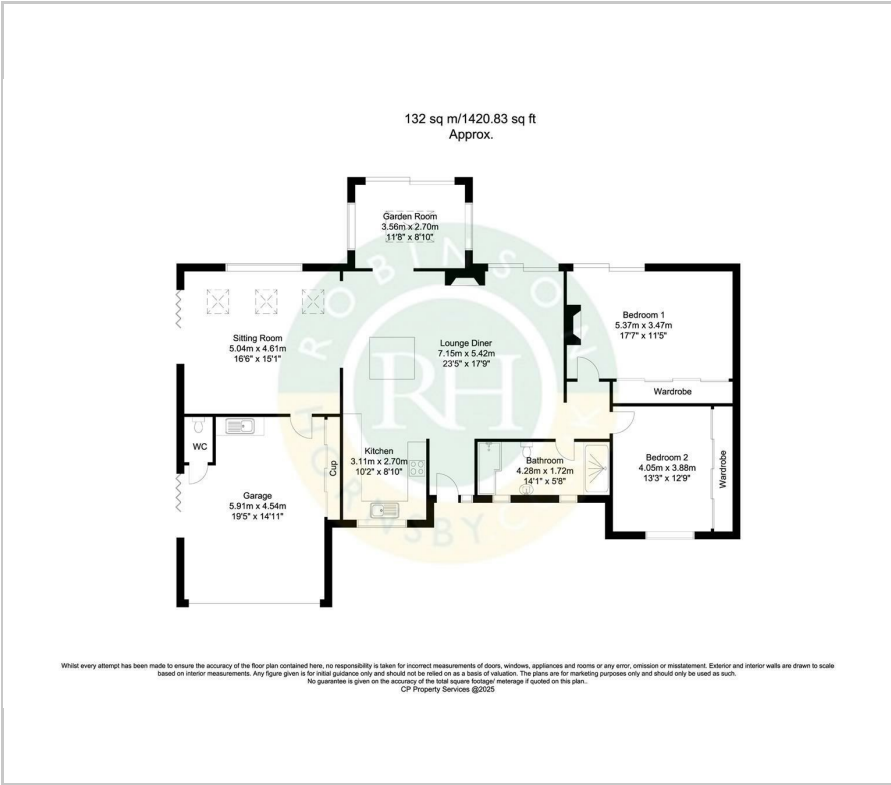 132 sq m/1420.83 sq ft
Approx.
Garden Room
3.56m x 2.70m
11'8" x 8'10"
Sitting Room
5.04m x 4.61m
16'6" x 15'1"
Lounge Diner
7.15m x 5.42m
23'5" x 17'9"
Bedroom 1
5.37m x 3.47m
17'7" x 11'5"
Wardrobe
WC
Kitchen
3.11m x 2.70m
10'2" x 8'10"
Cup
Garage
5.91m x 4.54m
19'5" x 14'11"
Bathroom
4.28m x 1.72m
14'1" x 5'8"
Bedroom 2
4.05m x 3.88m
13'3" x 12'9"
Wardrobe
ROBINSON
RH
HORNSBY
Whilst every attempt has been made to ensure the accuracy of the floor plan contained here, no responsibility is taken for incorrect measurements of doors, windows, appliances and rooms or any error, omission or misstatement. Exterior and interior walls are drawn to scale
based on interior measurements. Any figure given is for initial guidance only and should not be relied on as a basis of valuation. The plans are for marketing purposes only and should only be used as such.
No guarantee is given on the accuracy of the total square footage/ meterage if quoted on this plan..
CP Property Services @2025